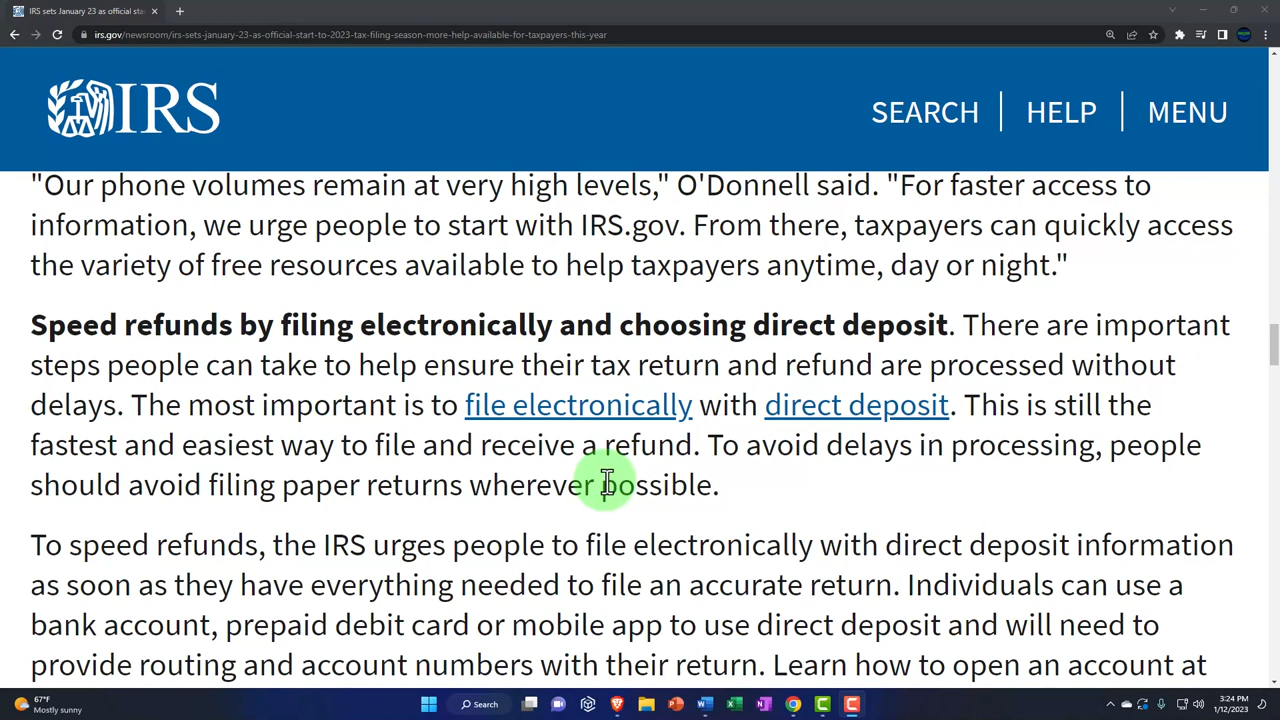 IRS sets January 23 as official sta
irs.gov/newsroom/irs-sets-january-23-as-official-start-to-2023-tax-filing-season-more-help-available-for-taxpayers-this-year
IRS
SEARCH
HELP
MENU
"Our phone volumes remain at very high levels," O'Donnell said. "For faster access to
information, we urge people to start with IRS.gov. From there, taxpayers can quickly access
the variety of free resources available to help taxpayers anytime, day or night."
Speed refunds by filing electronically and choosing direct deposit. There are important
steps people can take to help ensure their tax return and refund are processed without
delays. The most important is to file electronically with direct deposit. This is still the
fastest and easiest way to file and receive a refund. To avoid delays in processing, people
should avoid filing paper returns wherever possible.
To speed refunds, the IRS urges people to file electronically with direct deposit information
as soon as they have everything needed to file an accurate return. Individuals can use a
bank account, prepaid debit card or mobile app to use direct deposit and will need to
provide routing and account numbers with their return. Learn how to open an account at
67°F
Mostly sunny
Search
3:24 PM
1/12/2023